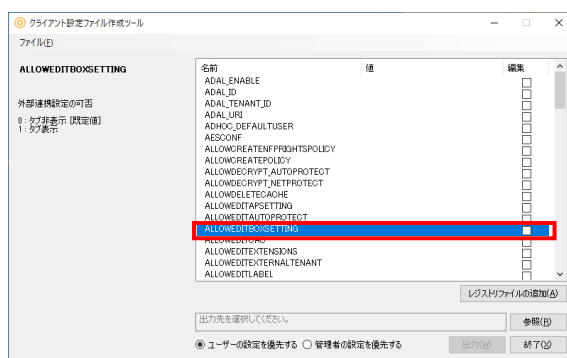 クライアント設定ファイル作成ツール
ファイル(F)
ALLOWEDITBOXSETTING
外部連携設定の可否
0：タブ非表示 [既定値]
1：タブ表示
名前 値 編集
ADAL_ENABLE
ADAL_ID
ADAL_TENANT_ID
ADAL_URI
ADHOC_DEFAULTUSER
AESCONF
ALLOWCREATENFPRIGHTSPOLICY
ALLOWCREATEPOLICY
ALLOWDECRYPT_AUTOPROTECT
ALLOWDECRYPT_NETPROTECT
ALLOWDELETECACHE
ALLOWEDITAPSETTING
ALLOWEDITAUTOPROTECT
ALLOWEDITBOXSETTING
ALLOWEDITEXTENSIONS
ALLOWEDITEXTERNALTENANT
ALLOWEDITLABEL
レジストリファイルの追加(A)
出力先を選択してください。
参照(R)
ユーザーの設定を優先する 管理者の設定を優先する
出力(W) 終了(X)